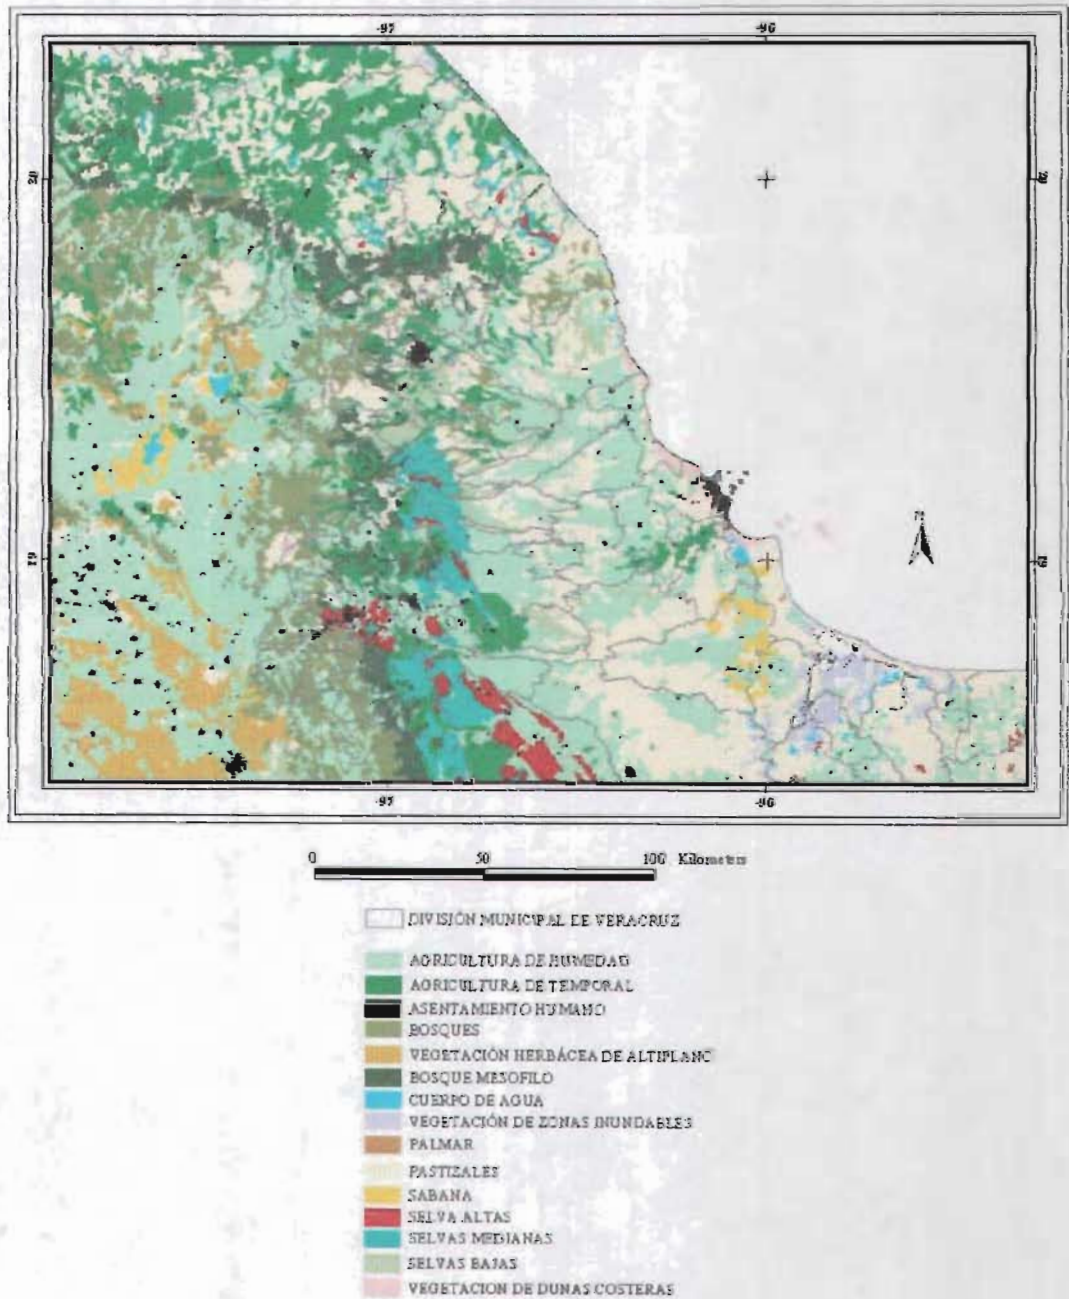 -97 -96
20 20
19 19
-97 -96
0 50 100 Kilometers
DIVISIÓN MUNICIPAL DE VERACRUZ
AGRICULTURA DE HUMEDAD
AGRICULTURA DE TEMPORAL
ASENTAMIENTO HUMANO
BOSQUES
VEGETACIÓN HERBÁCEA DE ALTIPLANO
BOSQUE MESOFILO
CUERPO DE AGUA
VEGETACIÓN DE ZONAS INUNDABLES
PALMAR
PASTIZALES
SABANA
SELVA ALTAS
SELVAS MEDIANAS
SELVAS BAJAS
VEGETACION DE DUNAS COSTERAS